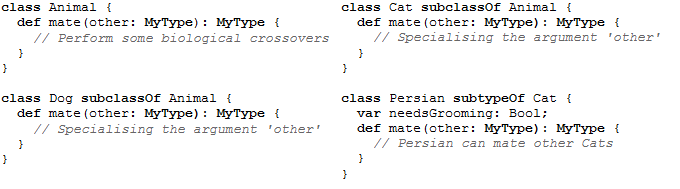 class Animal {
  def mate(other: MyType): MyType {
    // Perform some biological crossovers
  }
}
class Cat subclassOf Animal {
  def mate(other: MyType): MyType {
    // Specialising the argument 'other'
  }
}
class Dog subclassOf Animal {
  def mate(other: MyType): MyType {
    // Specialising the argument 'other'
  }
}
class Persian subtypeOf Cat {
  var needsGrooming: Bool;
  def mate(other: MyType): MyType {
    // Persian can mate other Cats
  }
}